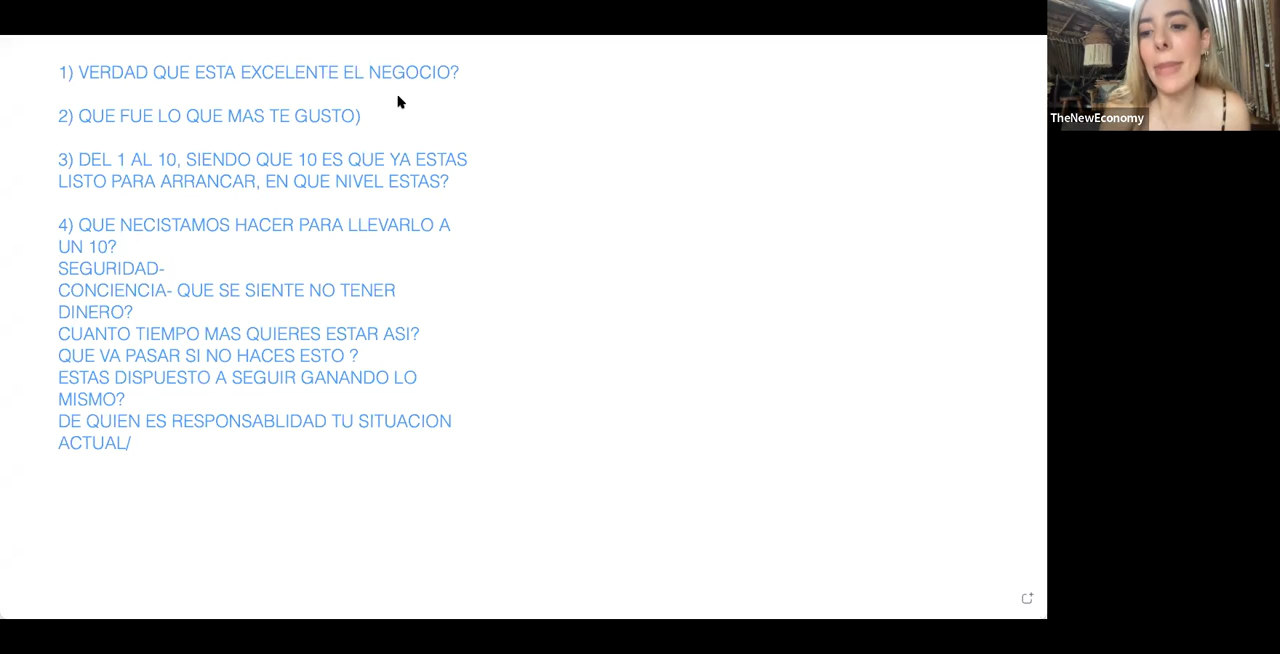 1) VERDAD QUE ESTA EXCELENTE EL NEGOCIO?
2) QUE FUE LO QUE MAS TE GUSTO)
3) DEL 1 AL 10, SIENDO QUE 10 ES QUE YA ESTAS
LISTO PARA ARRANCAR, EN QUE NIVEL ESTAS?
4) QUE NECISTAMOS HACER PARA LLEVARLO A
UN 10?
SEGURIDAD-
CONCIENCIA- QUE SE SIENTE NO TENER
DINERO?
CUANTO TIEMPO MAS QUIERES ESTAR ASI?
QUE VA PASAR SI NO HACES ESTO ?
ESTAS DISPUESTO A SEGUIR GANANDO LO
MISMO?
DE QUIEN ES RESPONSABLIDAD TU SITUACION
ACTUAL/
TheNewEconomy